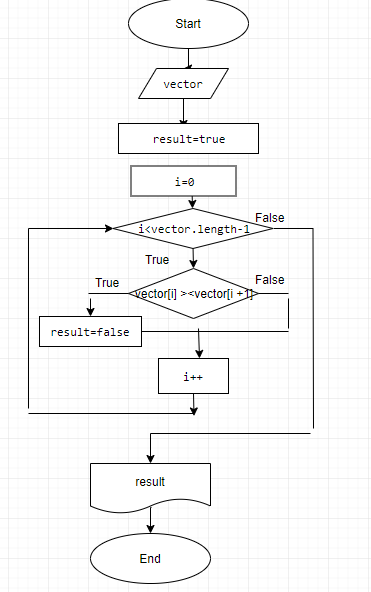 Start
vector
result=true
i=0
False
i<vector.length-1
True
True
False
vector[i] ><vector[i +1]
result=false
i++
result
End